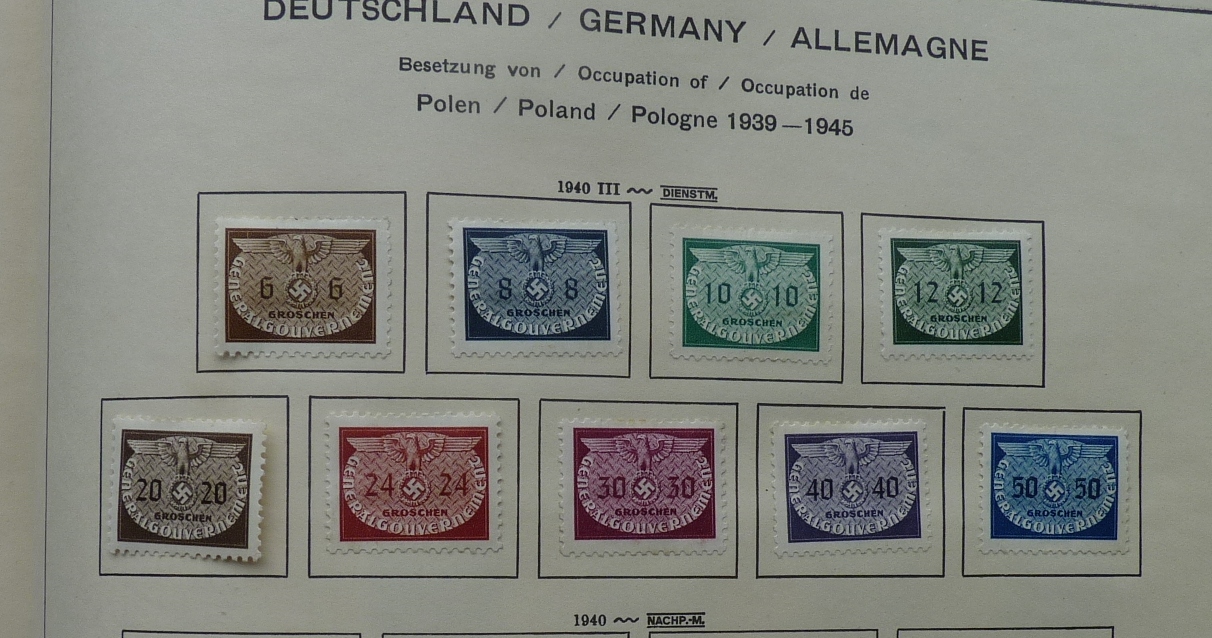 DEUTSCHLAND / GERMANY / ALLEMAGNE
Besetzung von / Occupation of / Occupation de
Polen / Poland / Pologne 1939—1945
1940 III ~~ DIENSTM.
6 6
GROSCHEN
GENERALGOUVERNEMENT
8 8
GROSCHEN
GENERALGOUVERNEMENT
10 10
GROSCHEN
GENERALGOUVERNEMENT
12 12
GROSCHEN
GENERALGOUVERNEMENT
20 20
GROSCHEN
GENERALGOUVERNEMENT
24 24
GROSCHEN
GENERALGOUVERNEMENT
30 30
GROSCHEN
GENERALGOUVERNEMENT
40 40
GROSCHEN
GENERALGOUVERNEMENT
50 50
GROSCHEN
GENERALGOUVERNEMENT
1940 ~~ NACHP.-M.